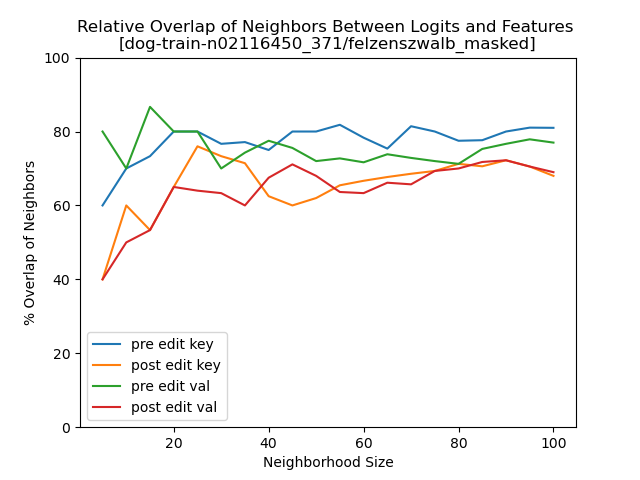 Relative Overlap of Neighbors Between Logits and Features
[dog-train-n02116450_371/felzenszwalb_masked]
100
80
60
40
20
0
% Overlap of Neighbors
pre edit key
post edit key
pre edit val
post edit val
20
40
60
80
100
Neighborhood Size